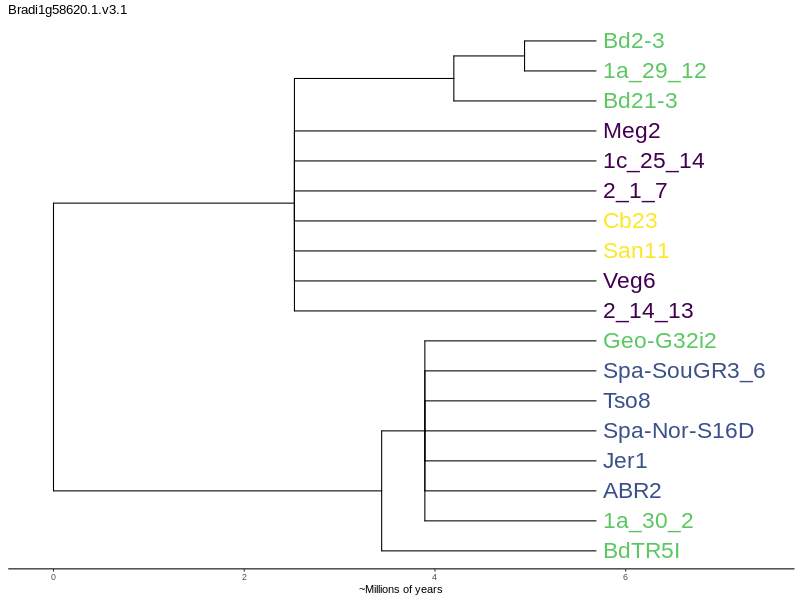 Bradi1g58620.1.v3.1
Bd2-3
1a_29_12
Bd21-3
Meg2
1c_25_14
2_1_7
Cb23
San11
Veg6
2_14_13
Geo-G32i2
Spa-SouGR3_6
Tso8
Spa-Nor-S16D
Jer1
ABR2
1a_30_2
BdTR5I
0 2 4 6
~Millions of years